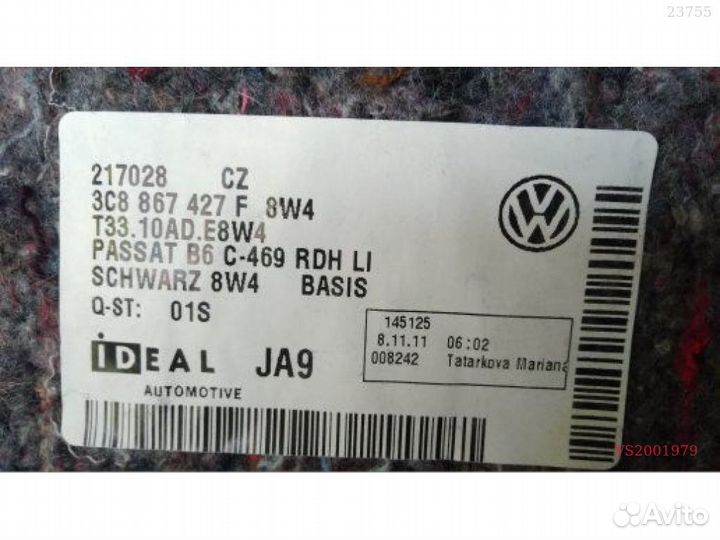 23755
217028 CZ
3C8 867 427 F 8W4
T33.10AD.E8W4
PASSAT B6 C-469 RDH LI
SCHWARZ 8W4 BASIS
Q-ST: 01S
145125
8.11.11 06:02
008242 Tatarkova Mariana
iDEAL JA9
AUTOMOTIVE
VS2001979
Avito